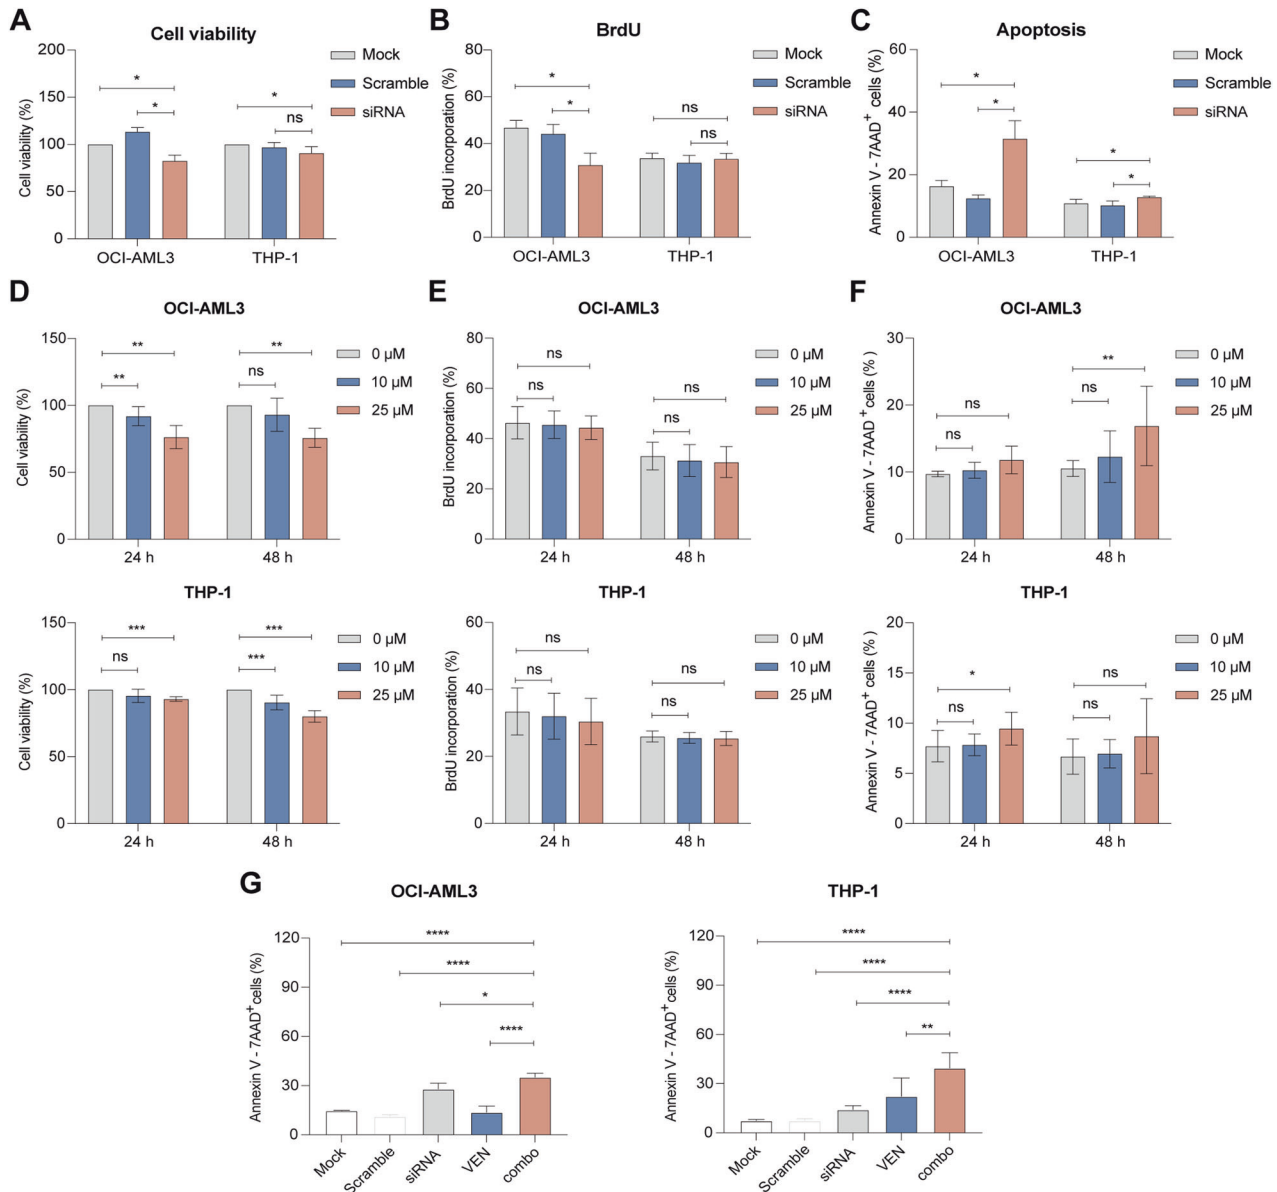 A
Cell viability
Cell viability (%)
200
150
100
50
0
*
*
*
ns
OCI-AML3
THP-1
Mock
Scramble
siRNA
B
BrdU
BrdU incorporation (%)
80
60
40
20
0
*
*
ns
ns
OCI-AML3
THP-1
Mock
Scramble
siRNA
C
Apoptosis
Annexin V - 7AAD+ cells (%)
60
40
20
0
*
*
*
*
OCI-AML3
THP-1
Mock
Scramble
siRNA
D
OCI-AML3
Cell viability (%)
150
100
50
0
**
**
**
ns
24 h
48 h
0 µM
10 µM
25 µM
THP-1
Cell viability (%)
150
100
50
0
***
ns
***
***
24 h
48 h
0 µM
10 µM
25 µM
E
OCI-AML3
BrdU incorporation (%)
80
60
40
20
0
ns
ns
ns
ns
24 h
48 h
0 µM
10 µM
25 µM
THP-1
BrdU incorporation (%)
60
40
20
0
ns
ns
ns
ns
24 h
48 h
0 µM
10 µM
25 µM
F
OCI-AML3
Annexin V - 7AAD + cells (% )
30
20
10
0
ns
ns
**
ns
24 h
48 h
0 µM
10 µM
25 µM
THP-1
Annexin V - 7AAD+ cells (% )
20
15
10
5
0
*
ns
ns
ns
24 h
48 h
0 µM
10 µM
25 µM
G
OCI-AML3
Annexin V - 7AAD+cells (%)
120
90
60
30
0
****
****
*
****
Mock
Scramble
siRNA
VEN
combo
THP-1
Annexin V - 7AAD+cells (%)
120
90
60
30
0
****
****
****
**
Mock
Scramble
siRNA
VEN
combo